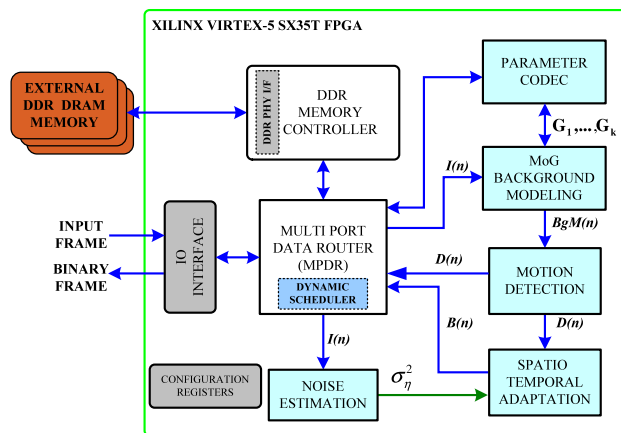 XILINX VIRTEX-5 SX35T FPGA
EXTERNAL
DDR DRAM
MEMORY
DDR PHY I/F
DDR
MEMORY
CONTROLLER
PARAMETER
CODEC
G1,...,Gk
I(n)
MoG
BACKGROUND
MODELING
BgM(n)
INPUT
FRAME
BINARY
FRAME
IO
INTERFACE
MULTI PORT
DATA ROUTER
(MPDR)
DYNAMIC
SCHEDULER
D(n)
MOTION
DETECTION
B(n)
D(n)
I(n)
CONFIGURATION
REGISTERS
NOISE
ESTIMATION
σ²η
SPATIO
TEMPORAL
ADAPTATION